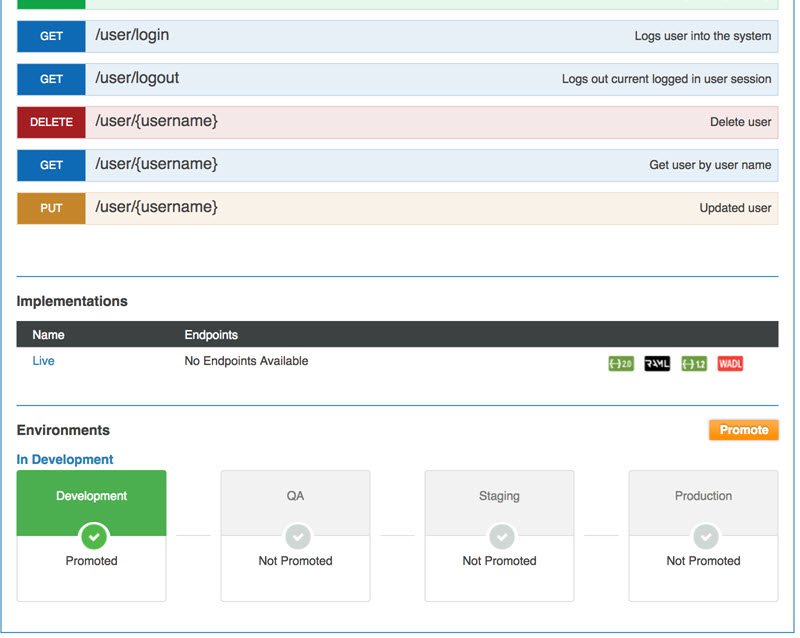 GET /user/login Logs user into the system
GET /user/logout Logs out current logged in user session
DELETE /user/{username} Delete user
GET /user/{username} Get user by user name
PUT /user/{username} Updated user
Implementations
Name Endpoints
Live No Endpoints Available {··}2.0 RAML {··}1.2 WADL
Environments Promote
In Development
Development QA Staging Production
Promoted Not Promoted Not Promoted Not Promoted